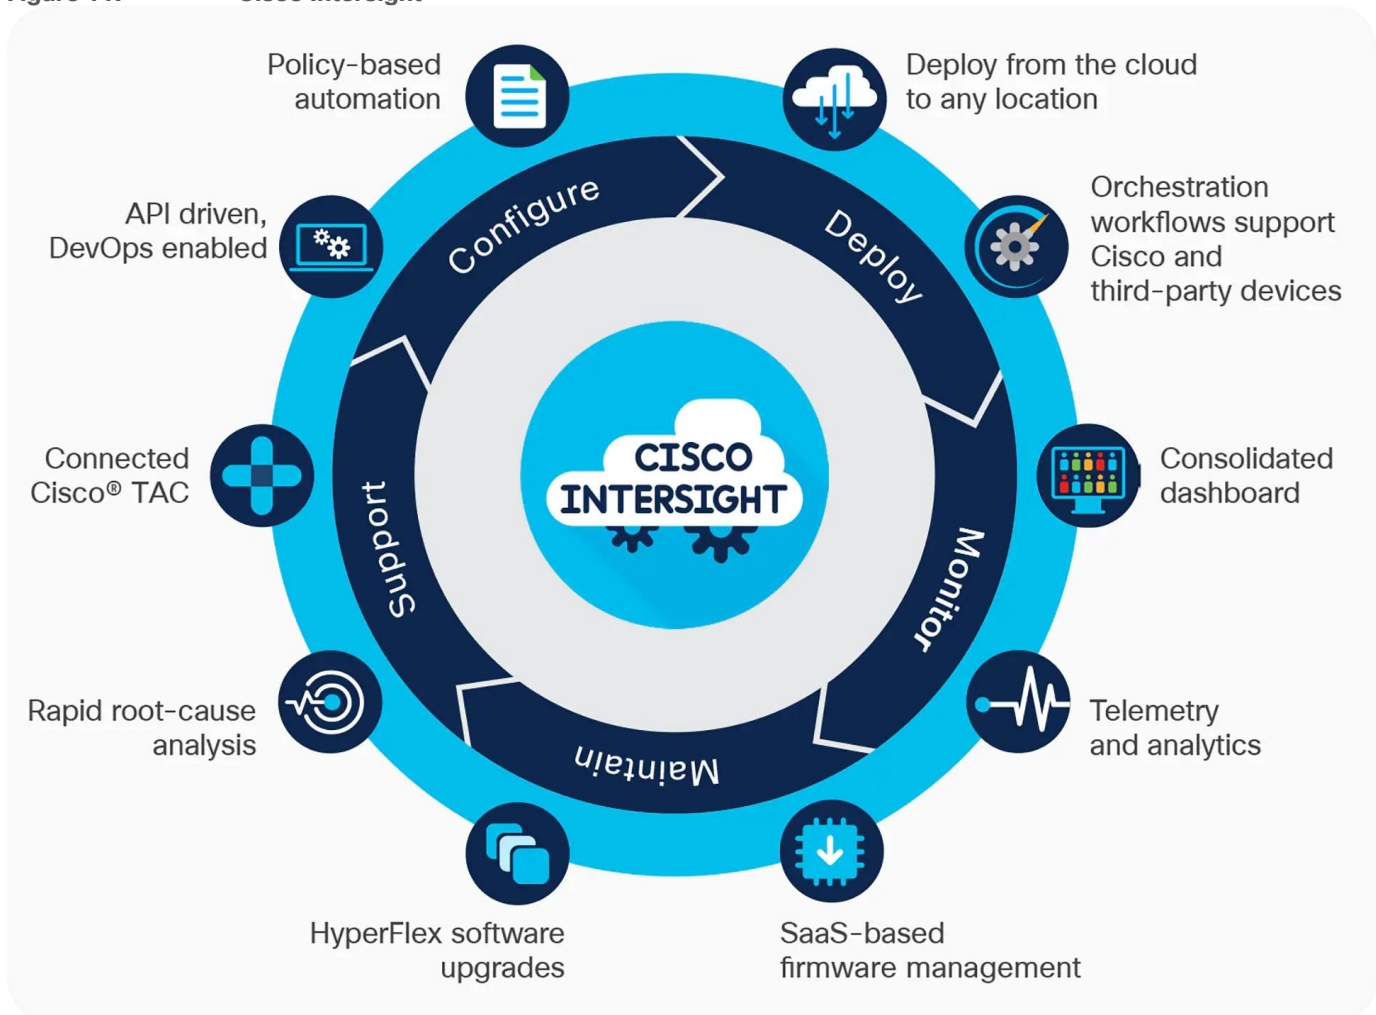 Cisco Intersight
Policy-based
automation
Deploy from the cloud
to any location
API driven,
DevOps enabled
Orchestration
workflows support
Cisco and
third-party devices
Configure
Deploy
Connected
Cisco® TAC
CISCO
INTERSIGHT
Consolidated
dashboard
Support
Monitor
Rapid root-cause
analysis
Maintain
Telemetry
and analytics
HyperFlex software
upgrades
SaaS-based
firmware management